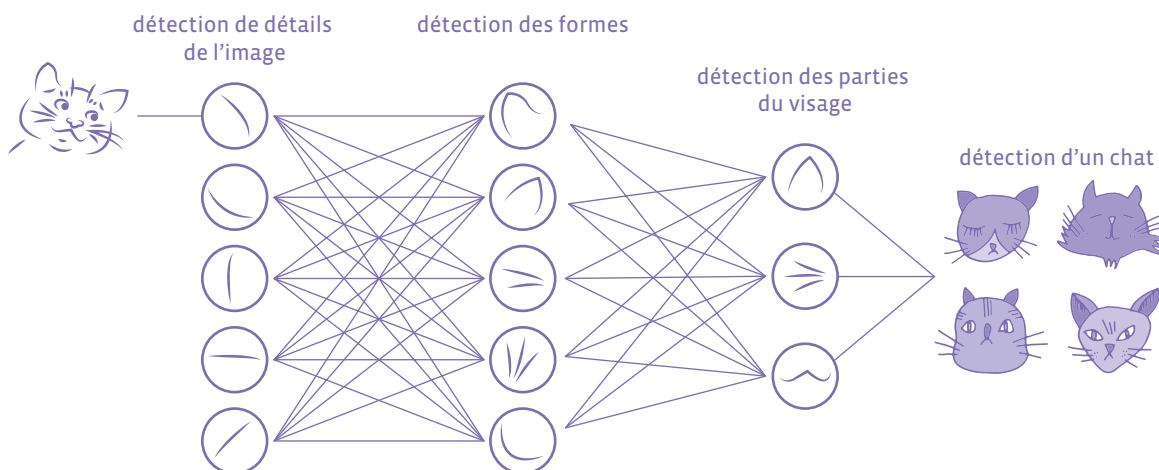 détection de détails
de l’image
détection des formes
détection des parties
du visage
détection d’un chat